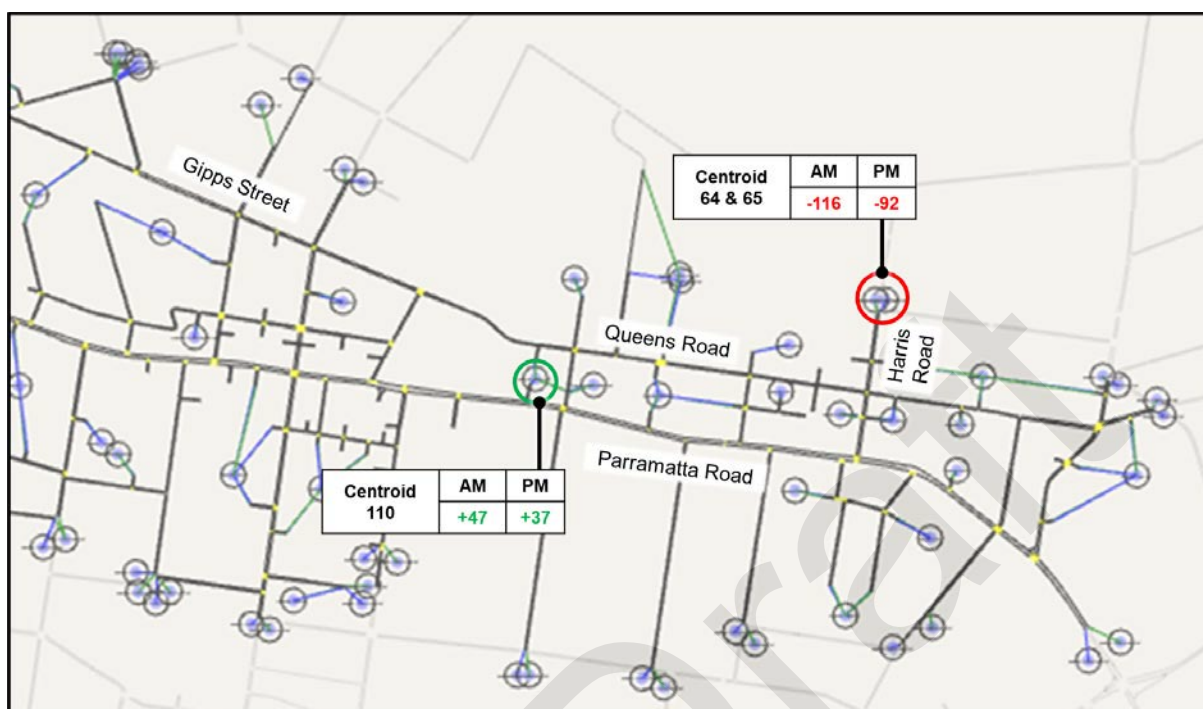 Gipps Street
Centroid
64 & 65
AM
PM
-116
-92
Queens Road
Harris
Road
Parramatta Road
Centroid
110
AM
PM
+47
+37
Draft